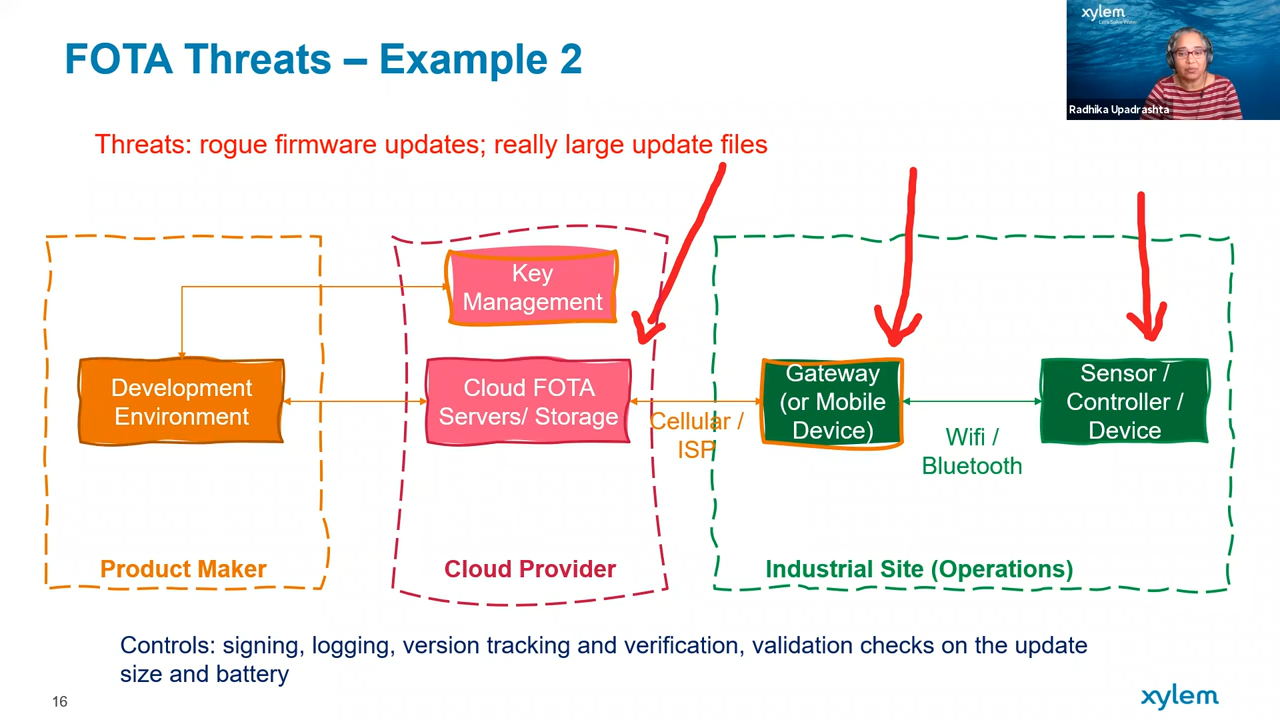 FOTA Threats – Example 2
xylem
Let's Solve Water
Radhika Upadrashta
Threats: rogue firmware updates; really large update files
Key
Management
Development
Environment
Cloud FOTA
Servers/ Storage
Cellular /
ISP
Gateway
(or Mobile
Device)
Wifi /
Bluetooth
Sensor /
Controller /
Device
Product Maker
Cloud Provider
Industrial Site (Operations)
Controls: signing, logging, version tracking and verification, validation checks on the update
size and battery
16
xylem